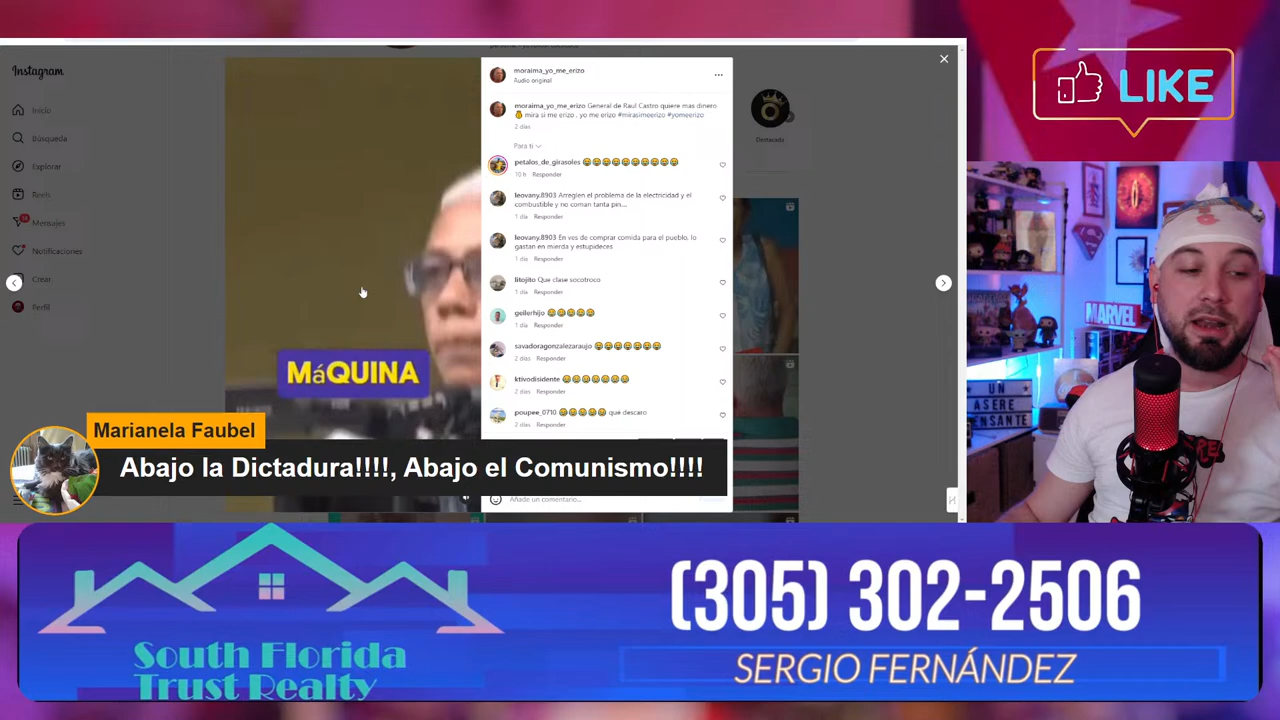 Instagram
Inicio
Búsqueda
Explorar
Reels
Mensajes
Notificaciones
Crear
Perfil
MáQUINA
moraima_yo_me_erizo
Audio original
moraima_yo_me_erizo General de Raul Castro quiere mas dinero
mira si me erizo . yo me erizo #mirasimeerizo #yomeerizo
2 días
Para ti
petalos_de_girasoles 😂😂😂😂😂😂😂😂😂😂
10 h Responder
leovany.8903 Arreglen el problema de la electricidad y el
combustible y no coman tanta pin...
1 día Responder
leovany.8903 En ves de comprar comida para el pueblo, lo
gastan en mierda y estupideces
1 día Responder
litojito Que clase socotroco
1 día Responder
geilerhijo 😂😂😂😂😂
1 día Responder
savadoragonzalezaraujo 😂😂😂😂😂😂😂
2 días Responder
ktivodisidente 😂😂😂😂😂😂😂
2 días Responder
poupee_0710 😂😂😂😂😂 que descaro
2 días Responder
Añade un comentario...
Destacado
LIKE
MARVEL
UN
ASERE
PENSANTE
Marianela Faubel
Abajo la Dictadura!!!!, Abajo el Comunismo!!!!
South Florida
Trust Realty
(305) 302-2506
SERGIO FERNÁNDEZ